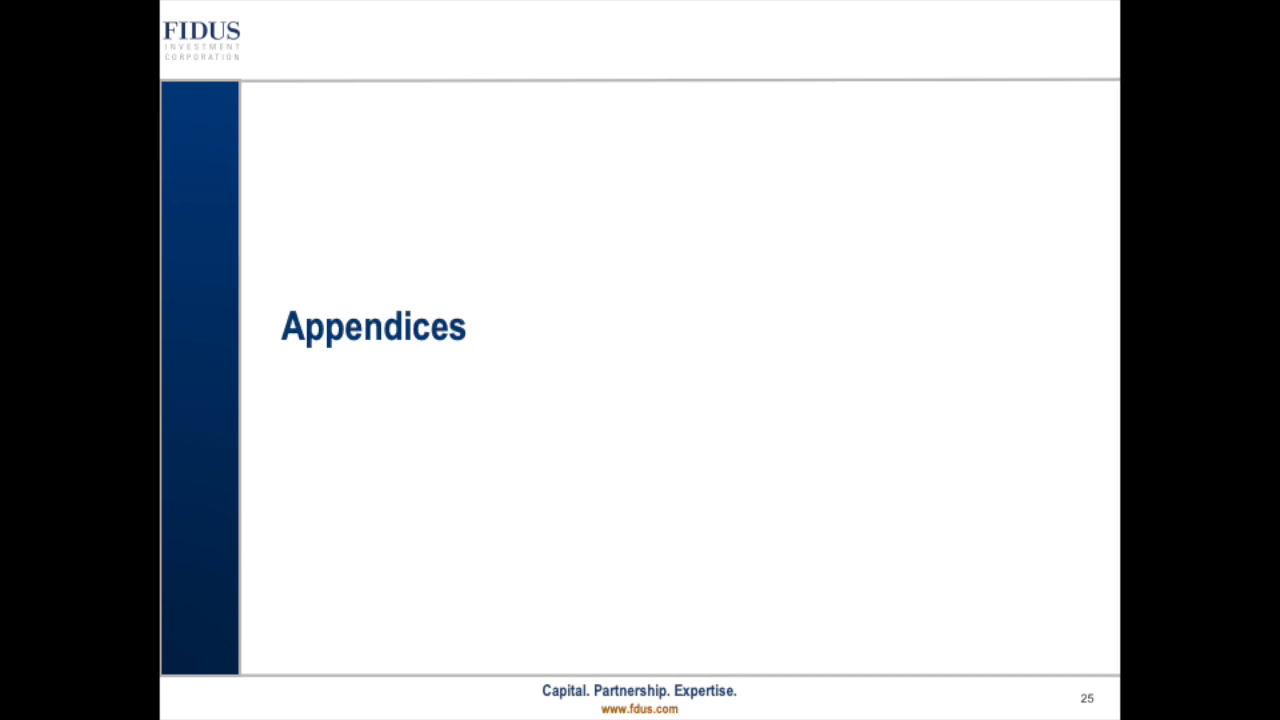 FIDUS
INVESTMENT
CORPORATION
Appendices
Capital. Partnership. Expertise.
www.fdus.com
25